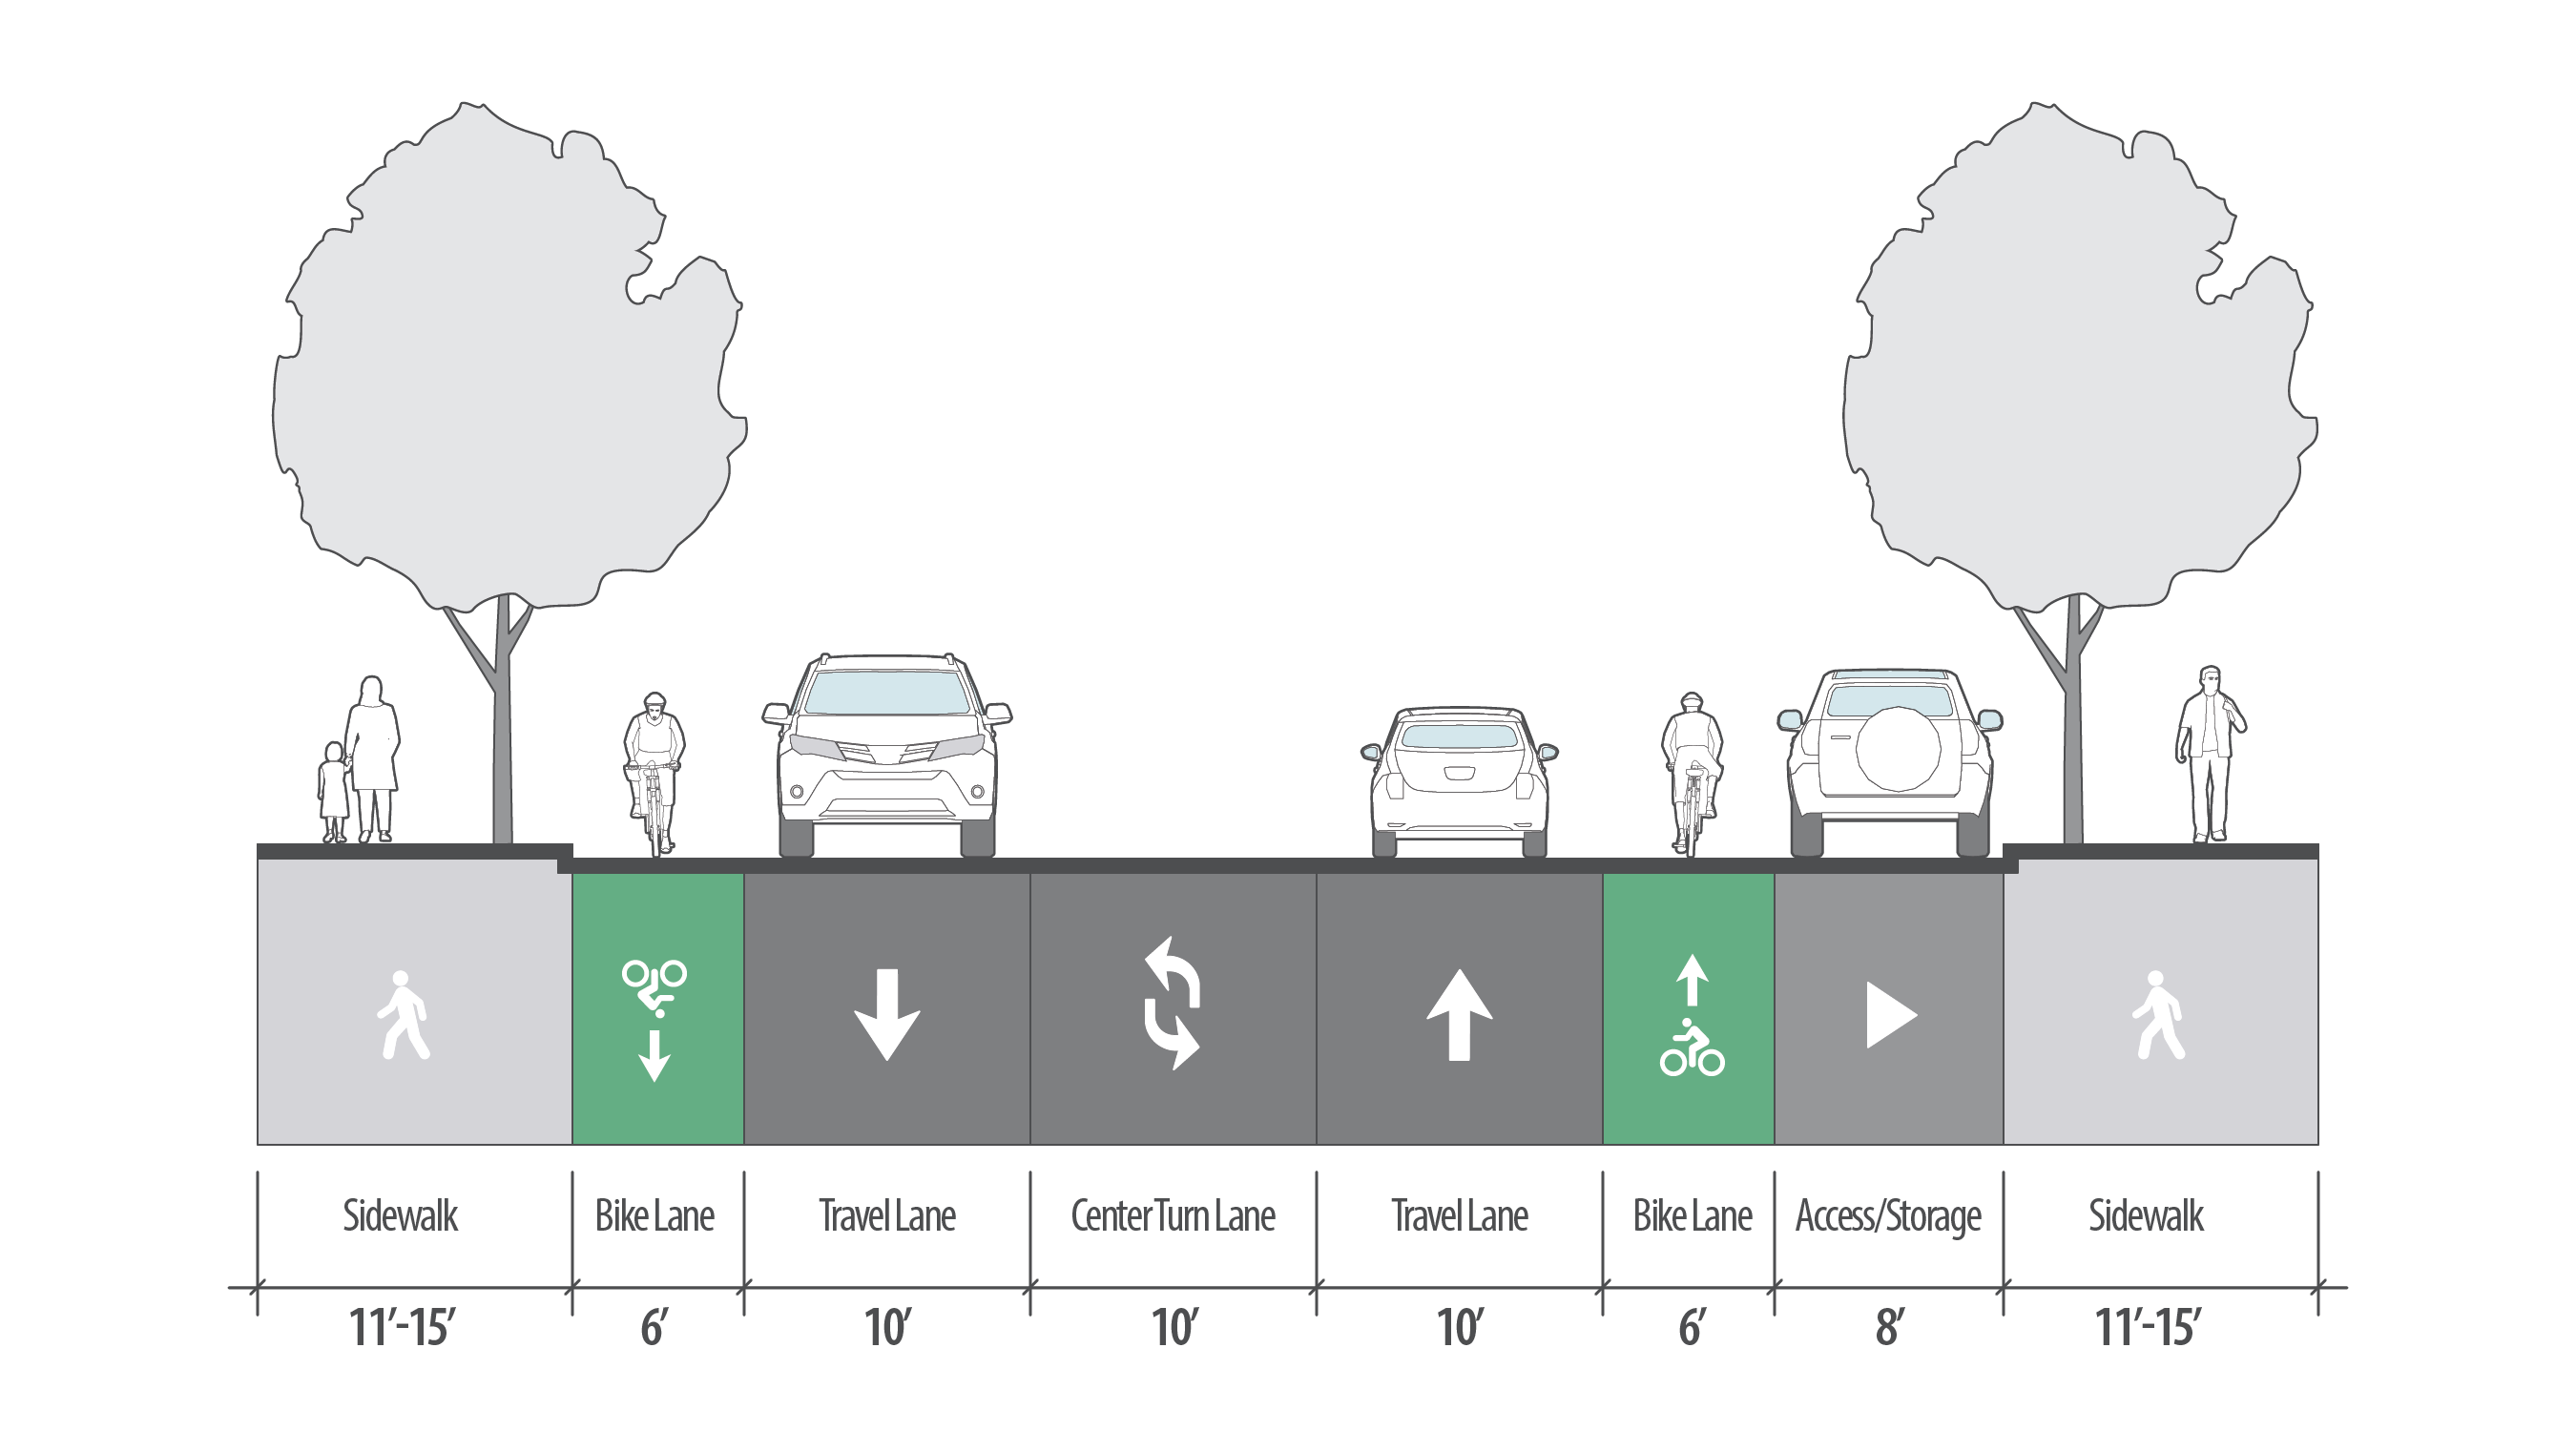 Sidewalk
Bike Lane
Travel Lane
Center Turn Lane
Travel Lane
Bike Lane
Access/Storage
Sidewalk
11′-15′
6′
10′
10′
10′
6′
8′
11′-15′